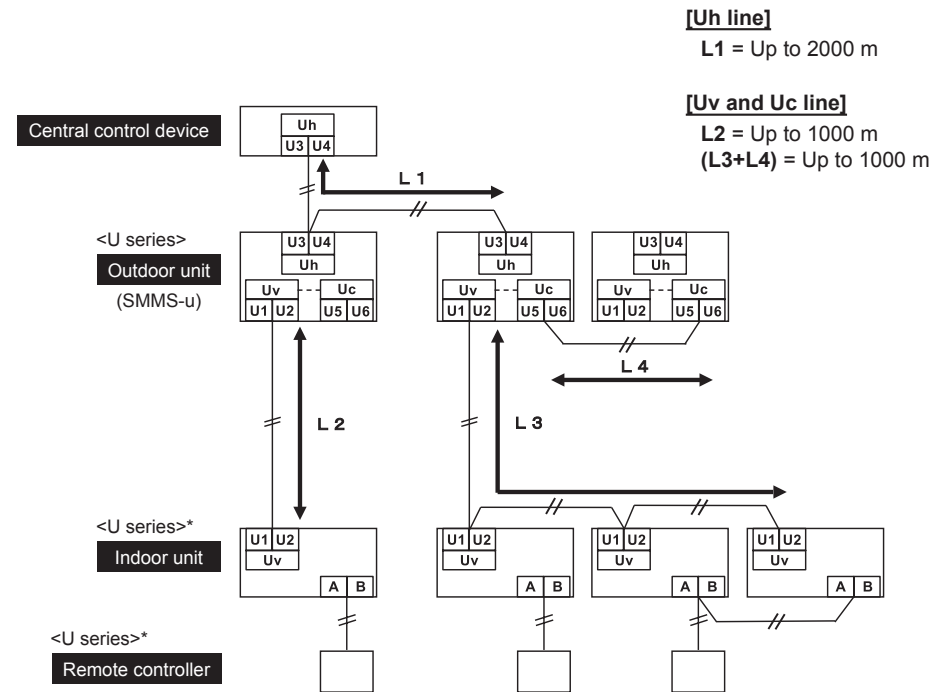 [Uh line]
L1 = Up to 2000 m
[Uv and Uc line]
L2 = Up to 1000 m
(L3+L4) = Up to 1000 m
Central control device
Uh
U3 U4
L 1
<U series>
Outdoor unit
(SMMS-u)
U3 U4
Uh
Uv Uc
U1 U2 U5 U6
U3 U4
Uh
Uv Uc
U1 U2 U5 U6
U3 U4
Uh
Uv Uc
U1 U2 U5 U6
L 4
L 2
L 3
<U series>*
Indoor unit
U1 U2
Uv
A B
U1 U2
Uv
A B
U1 U2
Uv
A B
U1 U2
Uv
A B
<U series>*
Remote controller